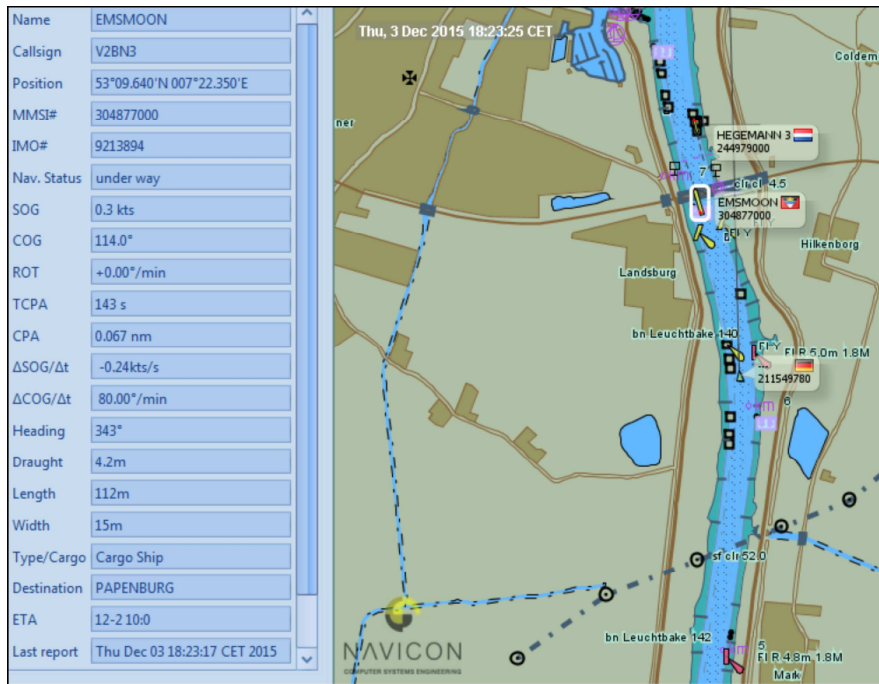 Name EMSMOON
Callsign V2BN3
Position 53°09.640'N 007°22.350'E
MMSI# 304877000
IMO# 9213894
Nav. Status under way
SOG 0.3 kts
COG 114.0°
ROT +0.00°/min
TCPA 143 s
CPA 0.067 nm
ΔSOG/Δt -0.24kts/s
ΔCOG/Δt 80.00°/min
Heading 343°
Draught 4.2m
Length 112m
Width 15m
Type/Cargo Cargo Ship
Destination PAPENBURG
ETA 12-2 10:0
Last report Thu Dec 03 18:23:17 CET 2015
Thu, 3 Dec 2015 18:23:25 CET
Coldem
ner
HEGEMANN 3
244979000
7
clr cl 4.5
EMSMOON
304877000
Hilkenborg
Landsburg
bn Leuchtbake 140
Fl Y
Fl R 5.0m 1.8M
...
211549780
6
sf clr 52.0
NAVICON
COMPUTER SYSTEMS ENGINEERING
bn Leuchtbake 142
5
Fl R 4.8m 1.8M
Mark